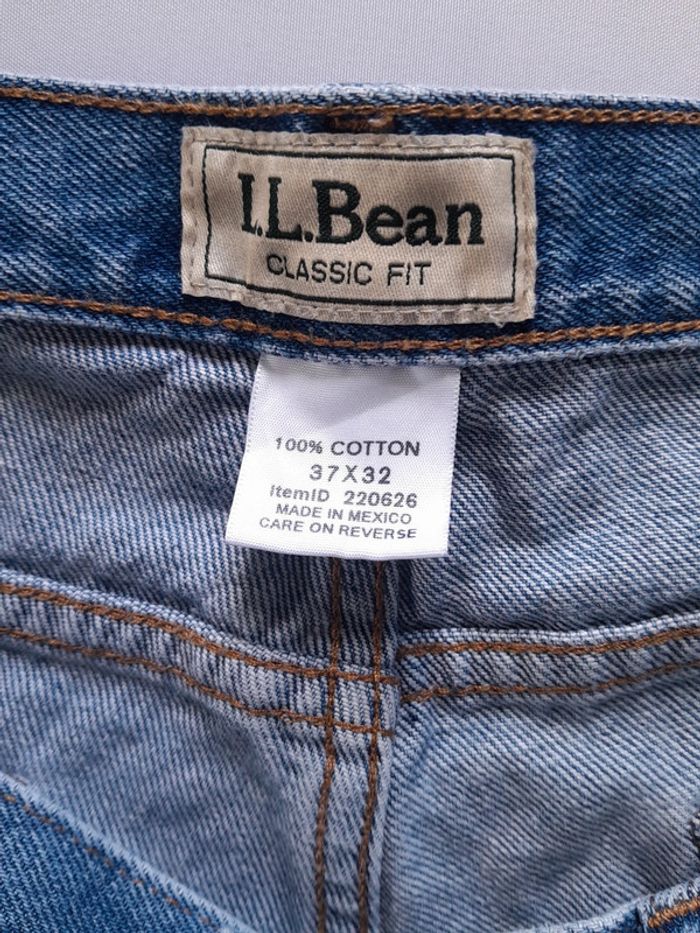 L.L.Bean
CLASSIC FIT
100% COTTON
37X32
ItemID 220626
MADE IN MEXICO
CARE ON REVERSE